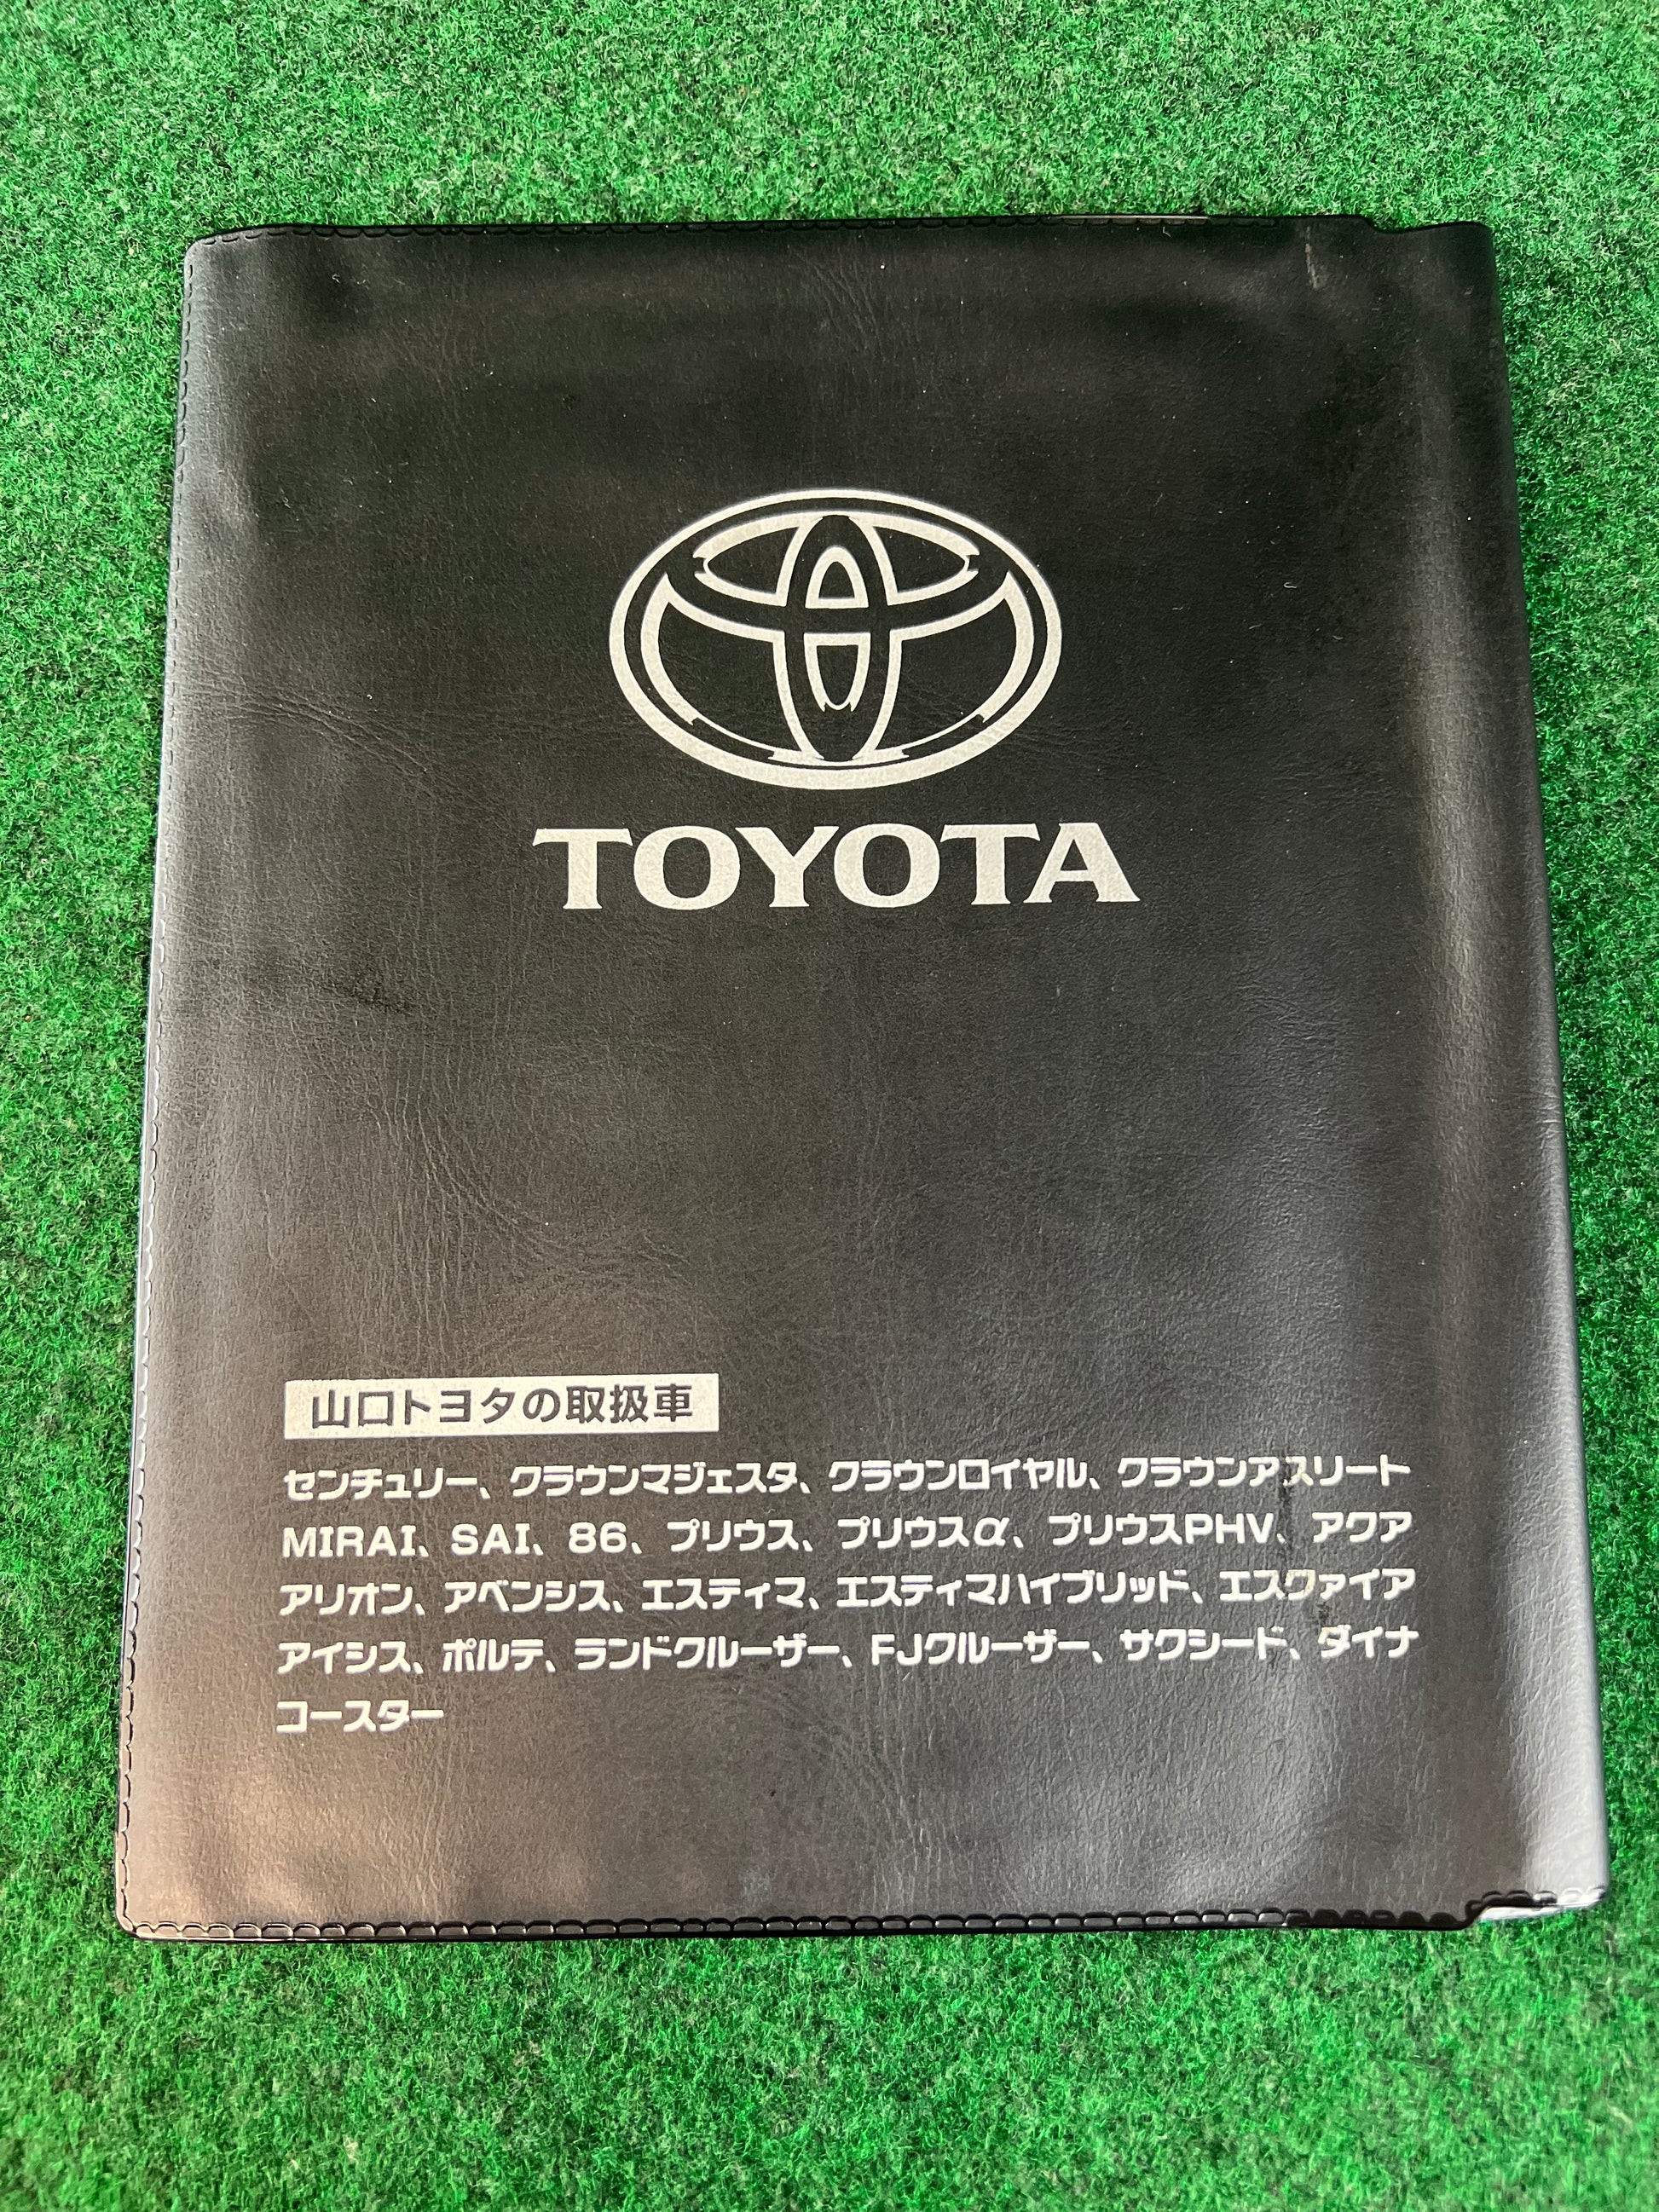 TOYOTA
山口トヨタの取扱車
センチュリー、クラウンマジェスタ、クラウンロイヤル、クラウンアスリート
MIRAI、SAI、86、プリウス、プリウスα、プリウスPHV、アクア
アリオン、アベンシス、エスティマ、エスティマハイブリッド、エスクァイア
アイシス、ポルテ、ランドクルーザー、FJクルーザー、サクシード、ダイナ
コースター